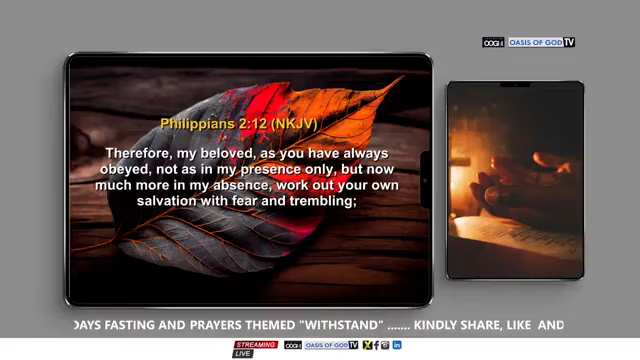 OOGtv OASIS OF GOD TV
Philippians 2:12 (NKJV)
Therefore, my beloved, as you have always
obeyed, not as in my presence only, but now
much more in my absence, work out your own
salvation with fear and trembling;
DAYS FASTING AND PRAYERS THEMED "WITHSTAND" ....... KINDLY SHARE, LIKE AND
STREAMING OASIS OF GOD TV
LIVE